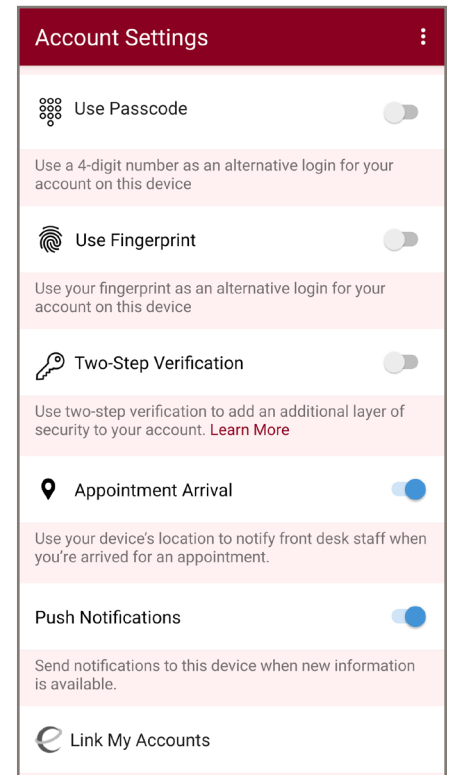 Account Settings
Use Passcode
Use a 4-digit number as an alternative login for your
account on this device
Use Fingerprint
Use your fingerprint as an alternative login for your
account on this device
Two-Step Verification
Use two-step verification to add an additional layer of
security to your account. Learn More
Appointment Arrival
Use your device's location to notify front desk staff when
you're arrived for an appointment.
Push Notifications
Send notifications to this device when new information
is available.
Link My Accounts